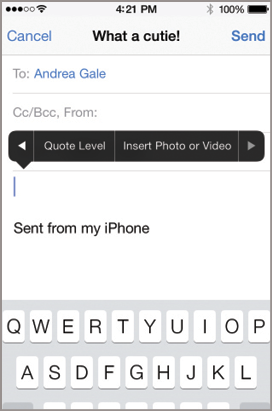 4:21 PM 100%
Cancel What a cutie! Send
To: Andrea Gale
Cc/Bcc, From:
Quote Level Insert Photo or Video
Sent from my iPhone
Q W E R T Y U I O P
A S D F G H J K L